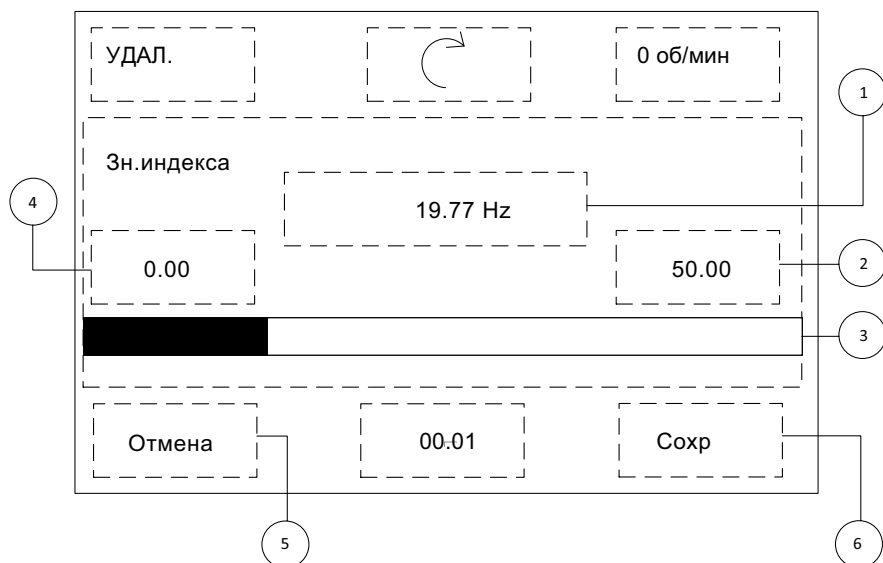 УДАЛ.
0 об/мин
1
Зн.индекса
19.77 Hz
4
0.00
50.00
2
3
Отмена
00.01
Сохр
5
6